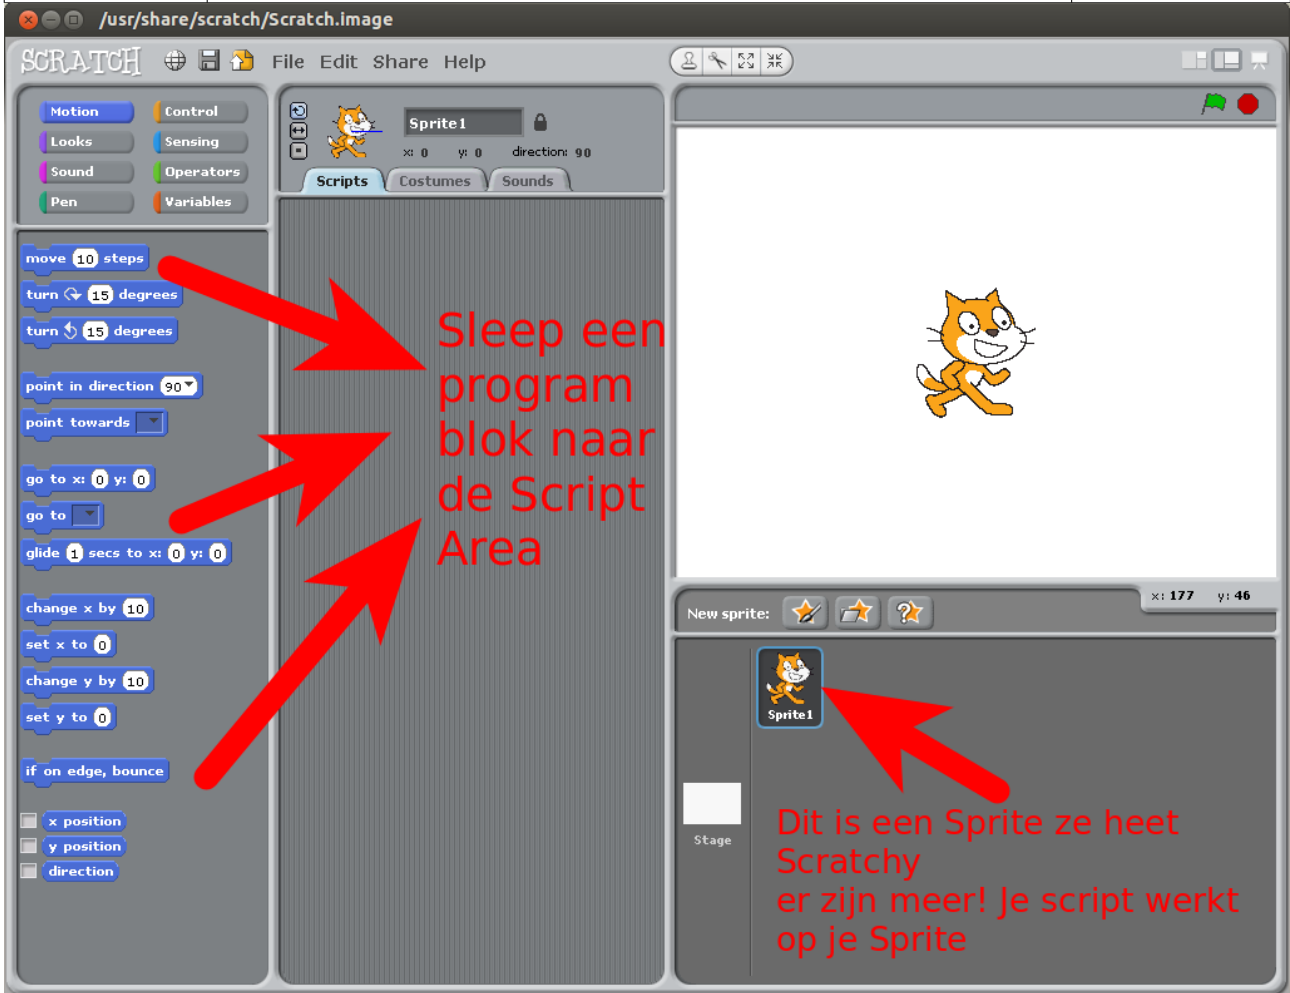 /usr/share/scratch/Scratch.image
SCRATCH File Edit Share Help
Motion Control
Looks Sensing
Sound Operators
Pen Variables
Sprite1
x: 0 y: 0 direction: 90
Scripts Costumes Sounds
move 10 steps
turn 15 degrees
turn 15 degrees
point in direction 90
point towards
go to x: 0 y: 0
go to
glide 1 secs to x: 0 y: 0
change x by 10
set x to 0
change y by 10
set y to 0
if on edge, bounce
x position
y position
direction
Sleep een
program
blok naar
de Script
Area
x: 177 y: 46
New sprite:
Sprite1
Stage
Dit is een Sprite ze heet
Scratchy
er zijn meer! Je script werkt
op je Sprite